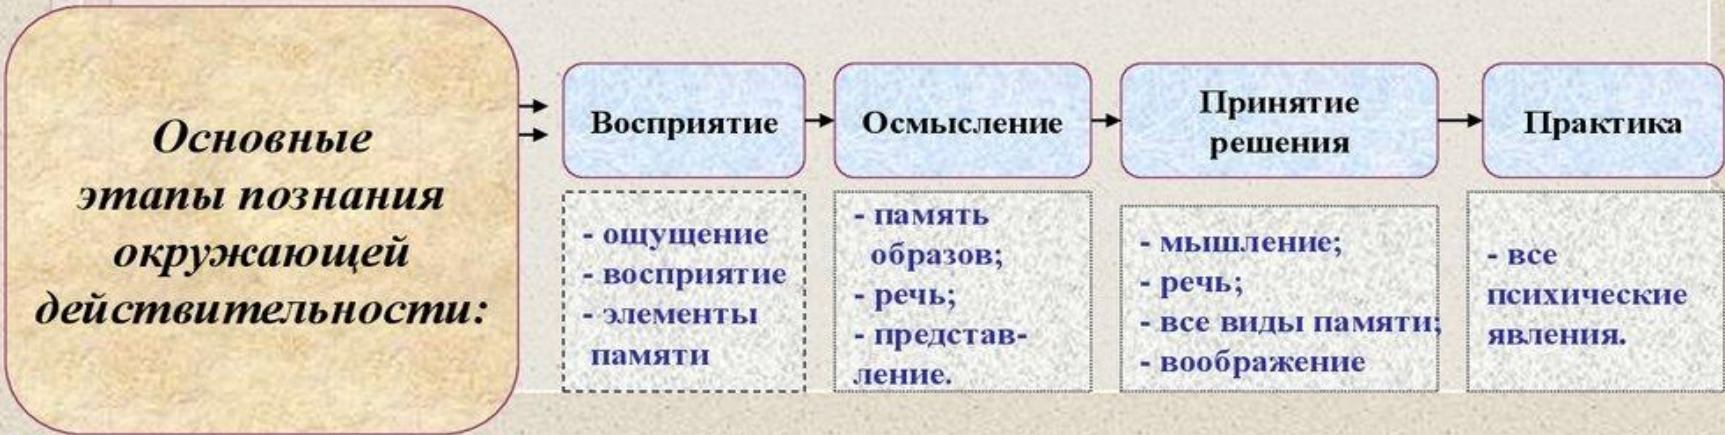 Основные
этапы познания
окружающей
действительности:
Восприятие
- ощущение
- восприятие
- элементы
памяти
Осмысление
- память
образов;
- речь;
- представ-
ление.
Принятие
решения
- мышление;
- речь;
- все виды памяти;
- воображение
Практика
- все
психические
явления.